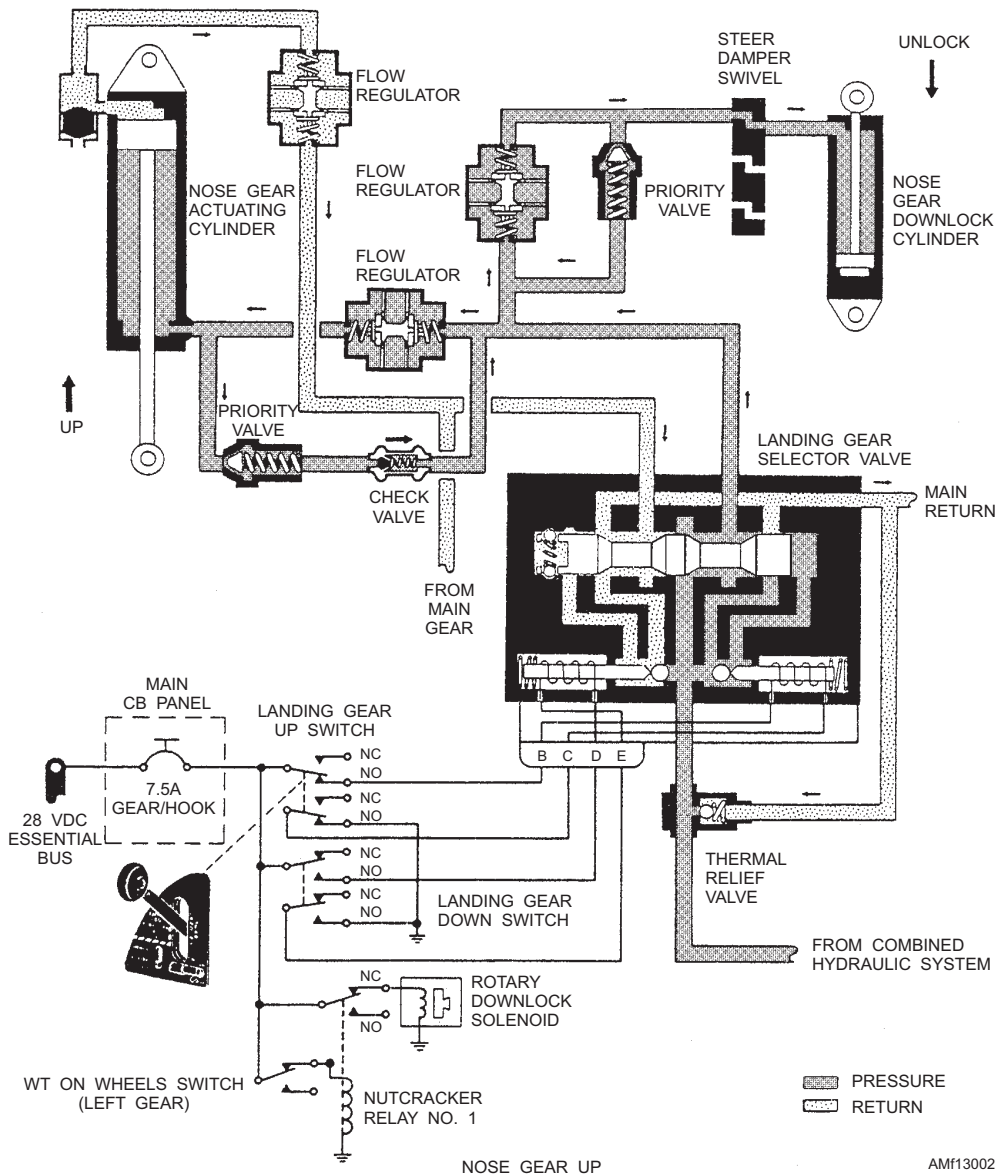 STEER
DAMPER
SWIVEL
UNLOCK
FLOW
REGULATOR
FLOW
REGULATOR
PRIORITY
VALVE
NOSE
GEAR
DOWNLOCK
CYLINDER
NOSE GEAR
ACTUATING
CYLINDER
FLOW
REGULATOR
UP
PRIORITY
VALVE
CHECK
VALVE
LANDING GEAR
SELECTOR VALVE
MAIN
RETURN
FROM
MAIN
GEAR
MAIN
CB PANEL
LANDING GEAR
UP SWITCH
B C D E
NC
NO
NC
NO
7.5A
GEAR/HOOK
28 VDC
ESSENTIAL
BUS
NC
NO
NC
NO
LANDING GEAR
DOWN SWITCH
THERMAL
RELIEF
VALVE
FROM COMBINED
HYDRAULIC SYSTEM
NC
NO
ROTARY
DOWNLOCK
SOLENOID
WT ON WHEELS SWITCH
(LEFT GEAR)
NUTCRACKER
RELAY NO. 1
PRESSURE
RETURN
NOSE GEAR UP
AMf13002